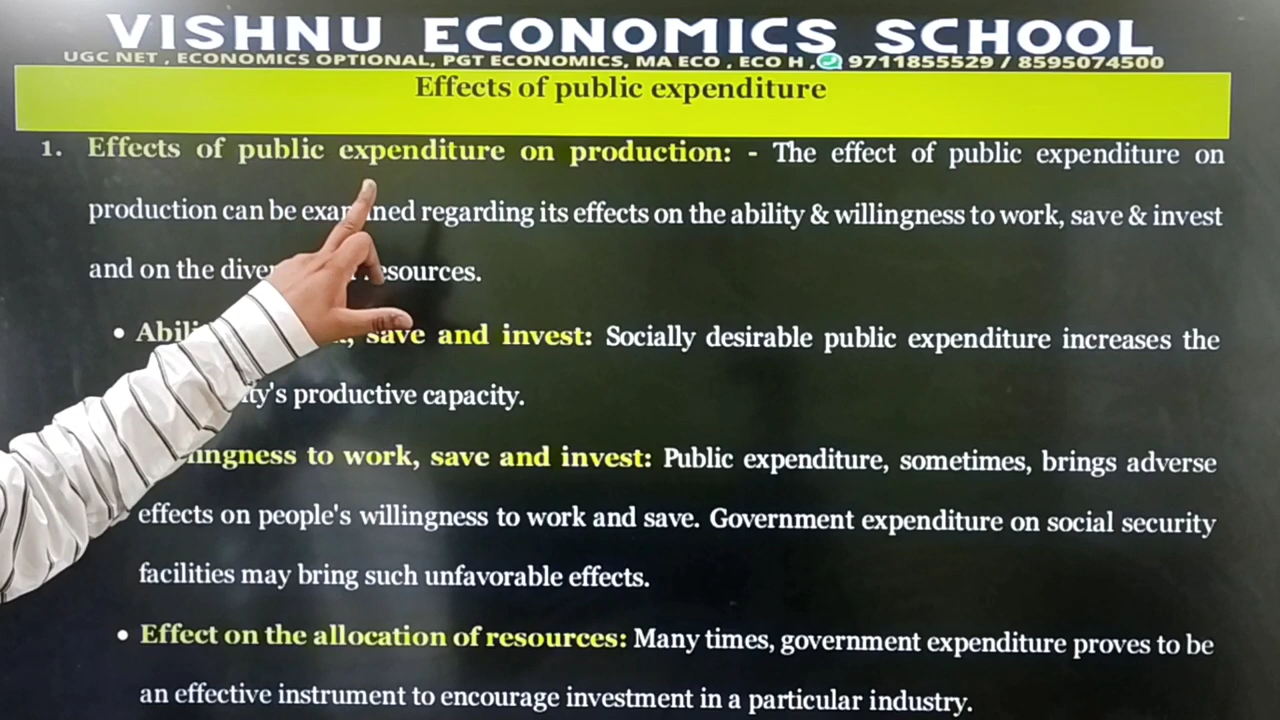 VISHNU ECONOMICS SCHOOL
UGC NET , ECONOMICS OPTIONAL, PGT ECONOMICS, MA ECO , ECO H , 9711855529 / 8595074500
Effects of public expenditure
1. Effects of public expenditure on production: - The effect of public expenditure on
production can be examined regarding its effects on the ability & willingness to work, save & invest
and on the resources.
• save and invest: Socially desirable public expenditure increases the
productive capacity.
to work, save and invest: Public expenditure, sometimes, brings adverse
effects on people's willingness to work and save. Government expenditure on social security
facilities may bring such unfavorable effects.
• Effect on the allocation of resources: Many times, government expenditure proves to be
an effective instrument to encourage investment in a particular industry.